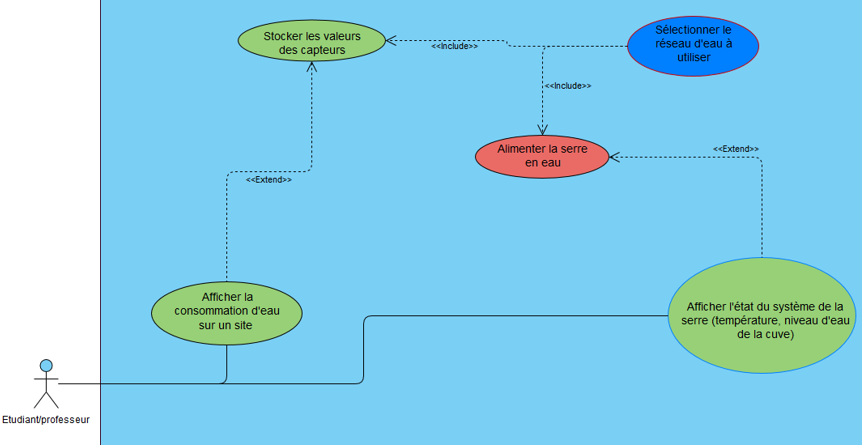 Stocker les valeurs
des capteurs
<<Include>>
Sélectionner le
réseau d'eau à
utiliser
<<Include>>
Alimenter la serre
en eau
<<Extend>>
<<Extend>>
Afficher la
consommation d'eau
sur un site
Afficher l'état du système de la
serre (température, niveau d'eau
de la cuve)
Etudiant/professeur